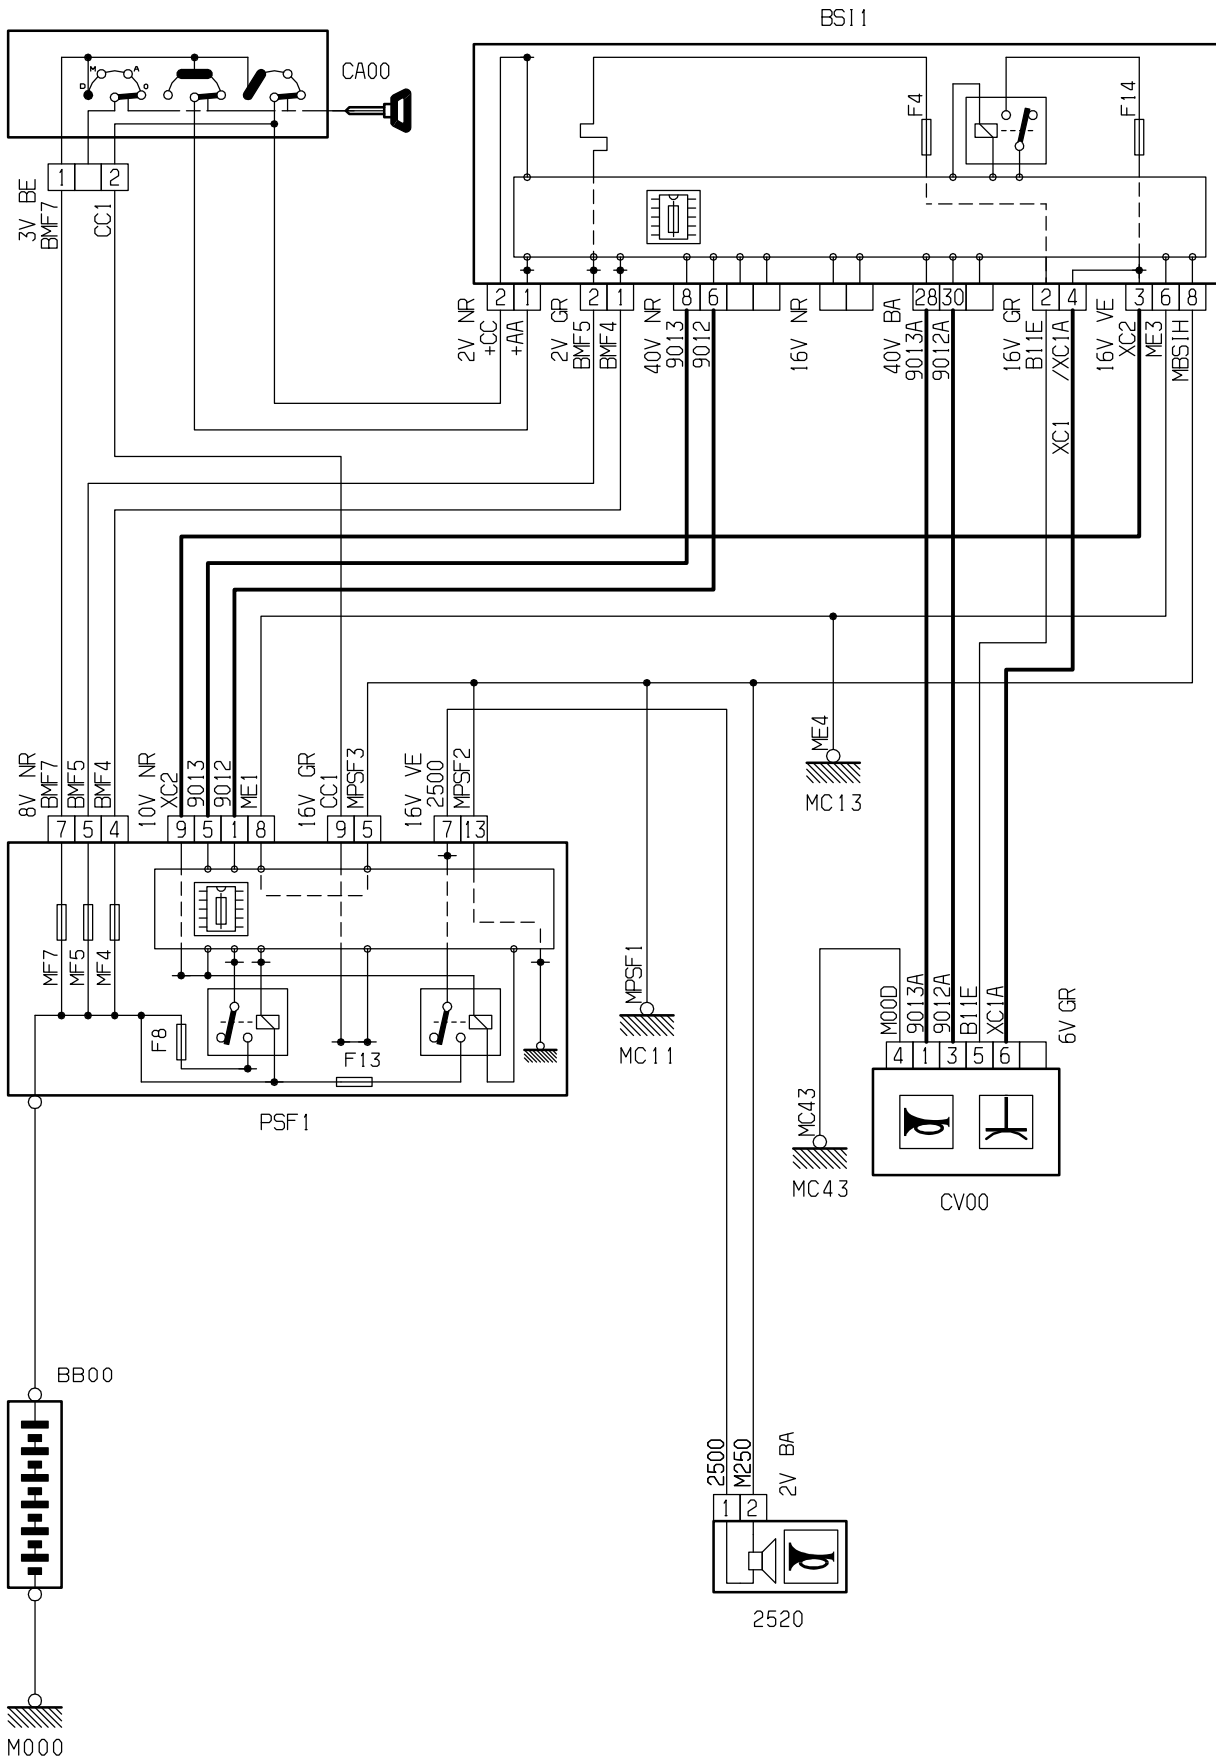 BSI1
CA00
M
A
D
O
F4
F14
1
2
3V BE
BMF7
CC1
2
1
2
1
8
6
28
30
2
4
3
6
8
2V NR
+CC
+AA
2V GR
BMF5
BMF4
40V NR
9013
9012
16V NR
40V BA
9013A
9012A
16V GR
B11E
/XC1A
XC1
16V VE
XC2
ME3
MBSIH
8V NR
BMF7
BMF5
BMF4
10V NR
XC2
9013
9012
ME1
16V GR
CC1
MPSF3
16V VE
2500
MPSF2
ME4
MC13
7
5
4
9
5
1
8
9
5
7
13
MF7
MF5
MF4
F8
F13
PSF1
MPSF1
MC11
M00D
9013A
9012A
B11E
XC1A
6V GR
4
1
3
5
6
MC43
MC43
CV00
BB00
2500
M250
2V BA
1
2
2520
M000